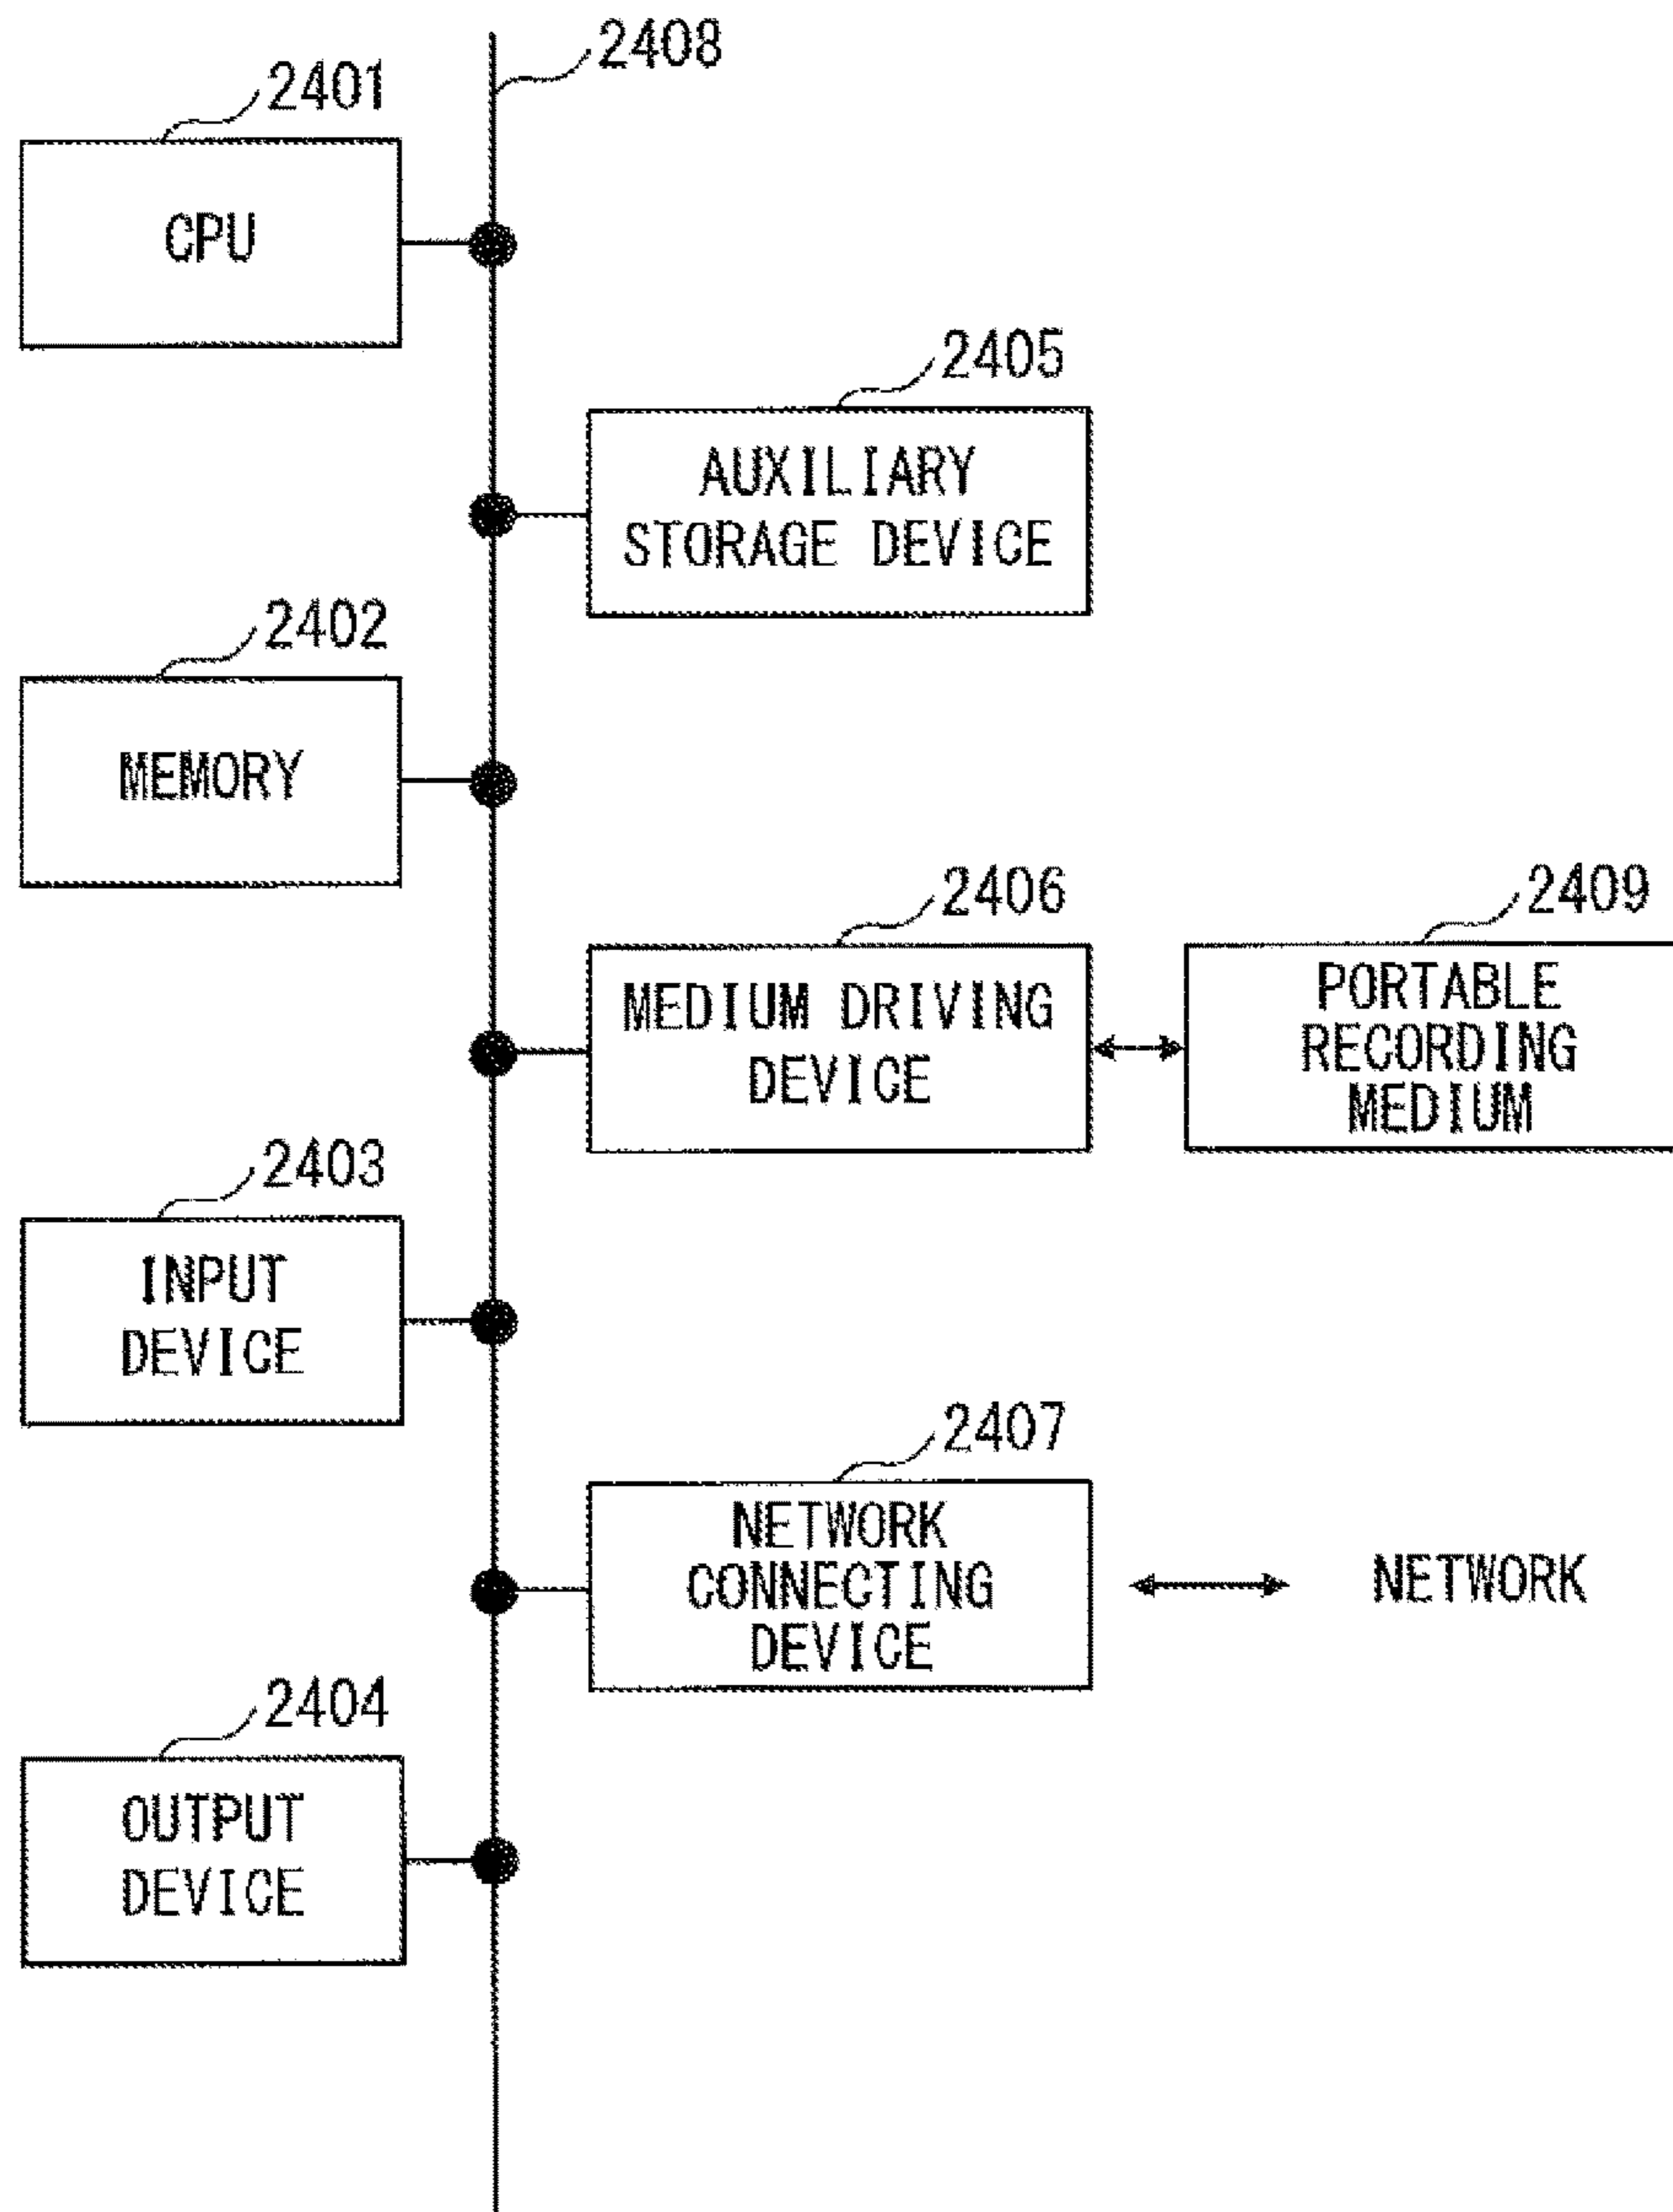 2408
2401
CPU
2405
AUXILIARY
STORAGE DEVICE
2402
MEMORY
2406
MEDIUM DRIVING
DEVICE
2409
PORTABLE
RECORDING
MEDIUM
2403
INPUT
DEVICE
2407
NETWORK
CONNECTING
DEVICE
NETWORK
2404
OUTPUT
DEVICE